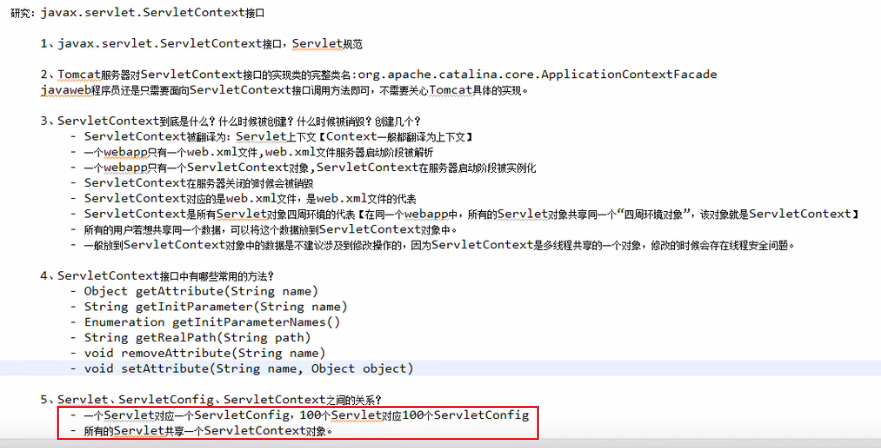 研究：javax.servlet.ServletContext接口
1、javax.servlet.ServletContext接口，Servlet规范
2、Tomcat服务器对ServletContext接口的实现类的完整类名:org.apache.catalina.core.ApplicationContextFacade
javaweb程序员还是只需要面向ServletContext接口调用方法即可，不需要关心Tomcat具体的实现。
3、ServletContext到底是什么？什么时候被创建？什么时候被销毁？创建几个？
- ServletContext被翻译为：Servlet上下文【Context一般都翻译为上下文】
- 一个webapp只有一个web.xml文件,web.xml文件服务器启动阶段被解析
- 一个webapp只有一个ServletContext对象,ServletContext在服务器启动阶段被实例化
- ServletContext在服务器关闭的时候会被销毁
- ServletContext对应的是web.xml文件，是web.xml文件的代表
- ServletContext是所有Servlet对象四周环境的代表【在同一个webapp中，所有的Servlet对象共享同一个“四周环境对象”，该对象就是ServletContext】
- 所有的用户若想共享同一个数据，可以将这个数据放到ServletContext对象中。
- 一般放到ServletContext对象中的数据是不建议涉及到修改操作的，因为ServletContext是多线程共享的一个对象，修改的时候会存在线程安全问题。
4、ServletContext接口中有哪些常用的方法？
- Object getAttribute(String name)
- String getInitParameter(String name)
- Enumeration getInitParameterNames()
- String getRealPath(String path)
- void removeAttribute(String name)
- void setAttribute(String name, Object object)
5、Servlet、ServletConfig、ServletContext之间的关系？
- 一个Servlet对应一个ServletConfig，100个Servlet对应100个ServletConfig
- 所有的Servlet共享一个ServletContext对象。